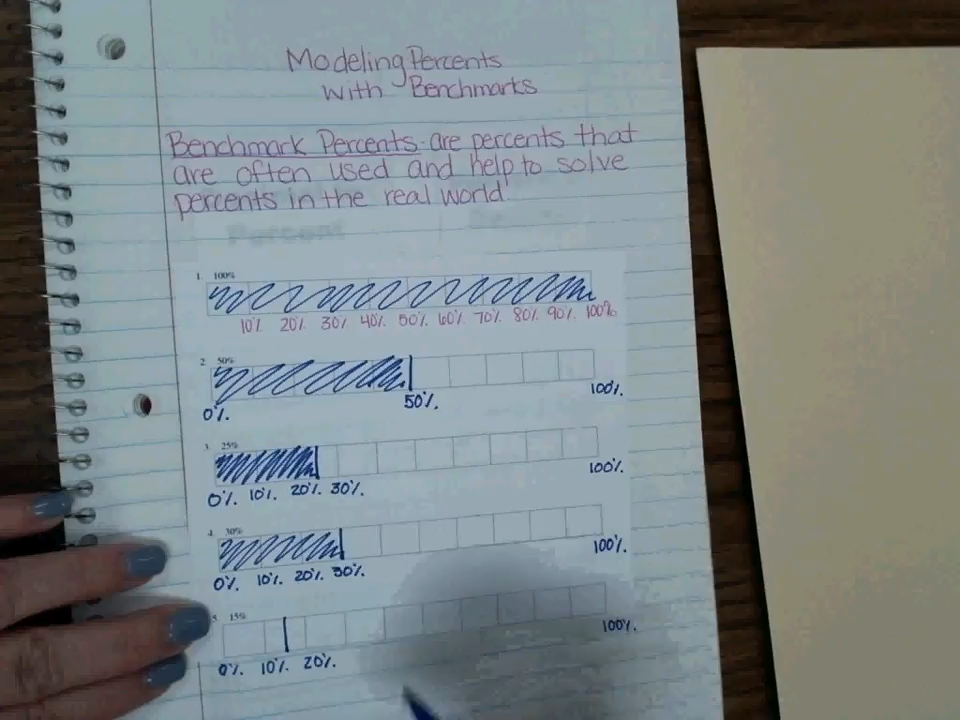 Modeling Percents
with Benchmarks
Benchmark Percents are percents that
are often used and help to solve
percents in the real world
1. 100%
10% 20% 30% 40% 50% 60% 70% 80% 90% 100%
2. 50%
0% 50% 100%
3. 25%
0% 10% 20% 30% 100%
4. 30%
0% 10% 20% 30% 100%
5. 15%
0% 10% 20% 100%